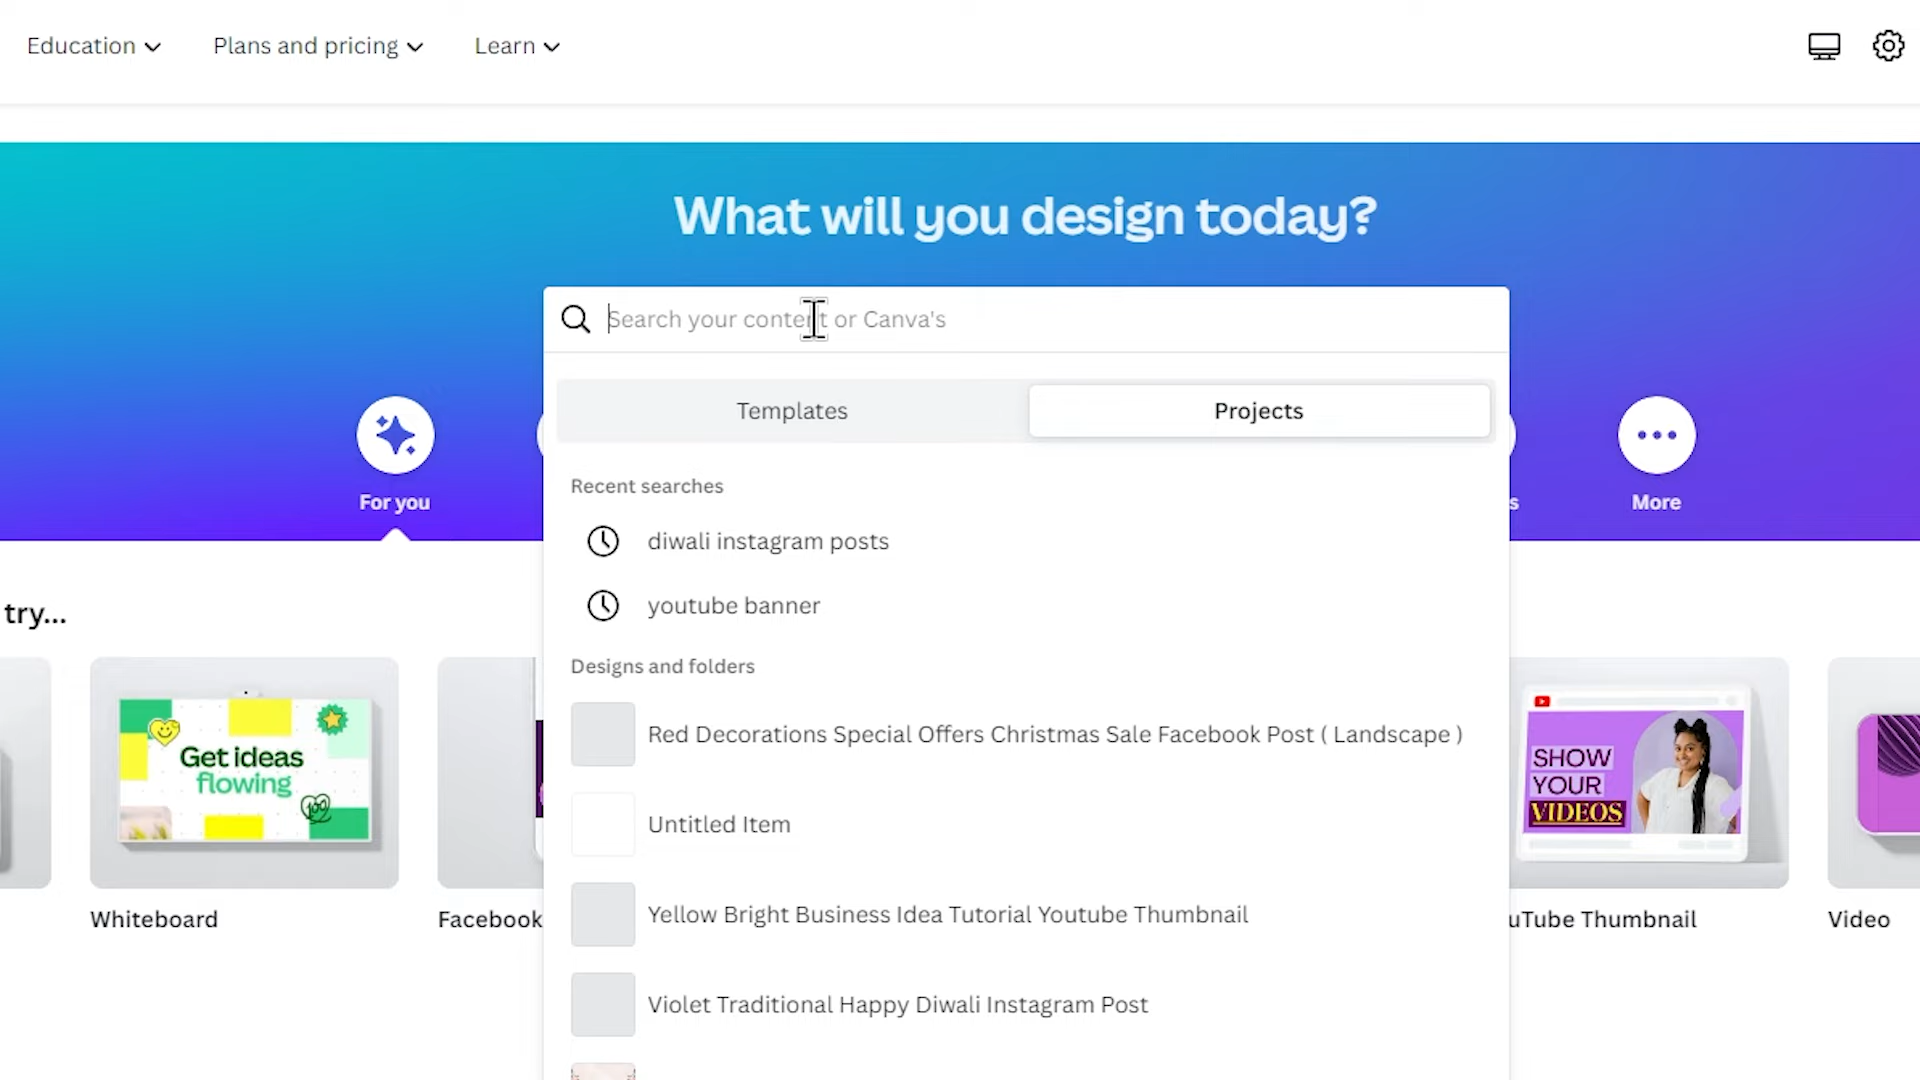 Education
Plans and pricing
Learn
What will you design today?
Search your content or Canva's
Templates
Projects
For you
s
More
Recent searches
diwali instagram posts
youtube banner
try...
Designs and folders
Red Decorations Special Offers Christmas Sale Facebook Post ( Landscape )
Get ideas
flowing
100
SHOW
YOUR
VIDEOS
Untitled Item
Yellow Bright Business Idea Tutorial Youtube Thumbnail
Whiteboard
Facebook
uTube Thumbnail
Video
Violet Traditional Happy Diwali Instagram Post